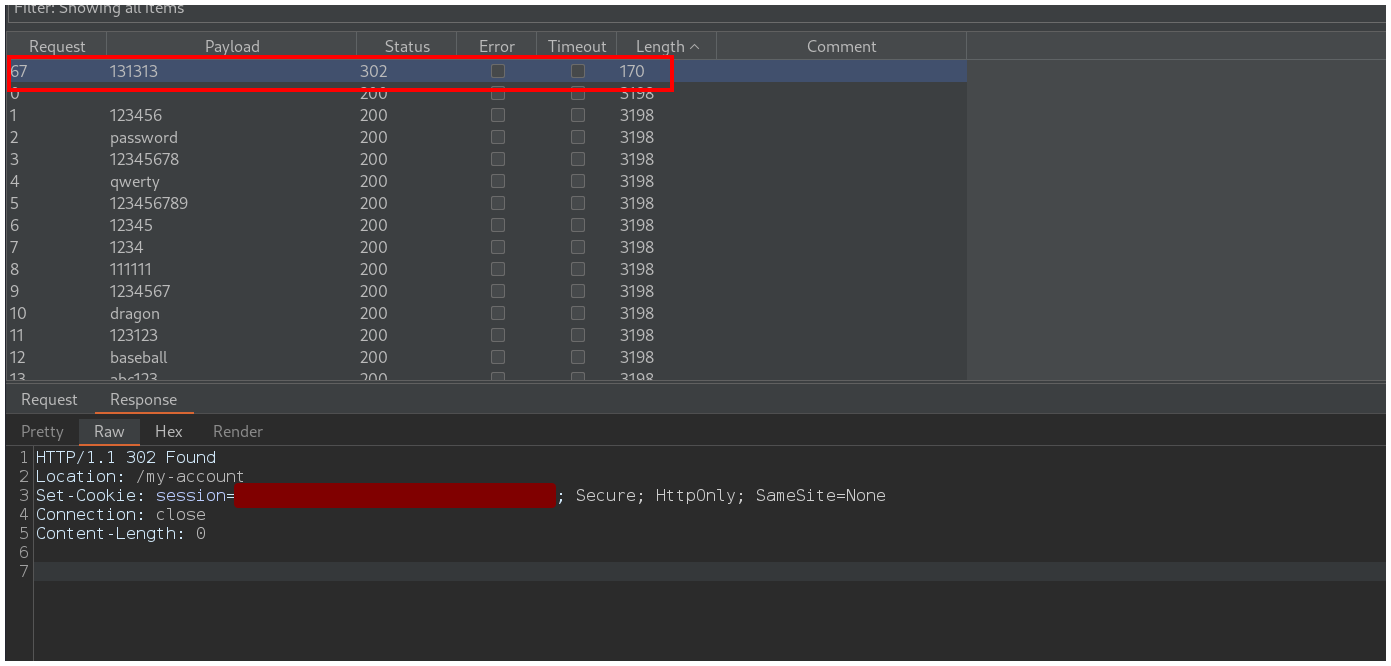 Filter: Showing all items
Request Payload Status Error Timeout Length Comment
67 131313 302 170
0 200 3198
1 123456 200 3198
2 password 200 3198
3 12345678 200 3198
4 qwerty 200 3198
5 123456789 200 3198
6 12345 200 3198
7 1234 200 3198
8 111111 200 3198
9 1234567 200 3198
10 dragon 200 3198
11 123123 200 3198
12 baseball 200 3198
13 abc123 200 3198
Request Response
Pretty Raw Hex Render
1 HTTP/1.1 302 Found
2 Location: /my-account
3 Set-Cookie: session= ; Secure; HttpOnly; SameSite=None
4 Connection: close
5 Content-Length: 0
6
7